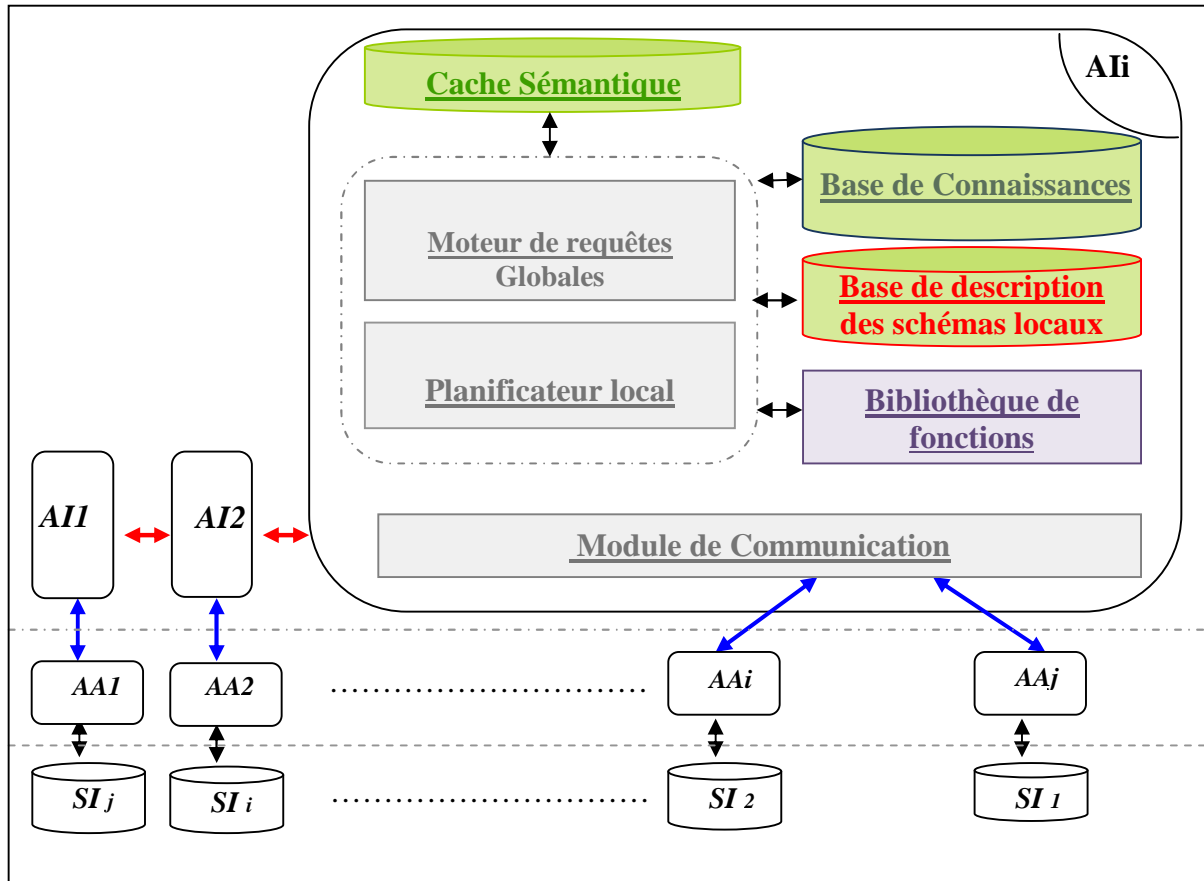 Cache Sémantique
AIi
Base de Connaissances
Moteur de requêtes
Globales
Base de description
des schémas locaux
Planificateur local
Bibliothèque de
fonctions
AI1
AI2
Module de Communication
AA1
AA2
..................................
AAi
AAj
SI j
SI i
..................................
SI 2
SI 1